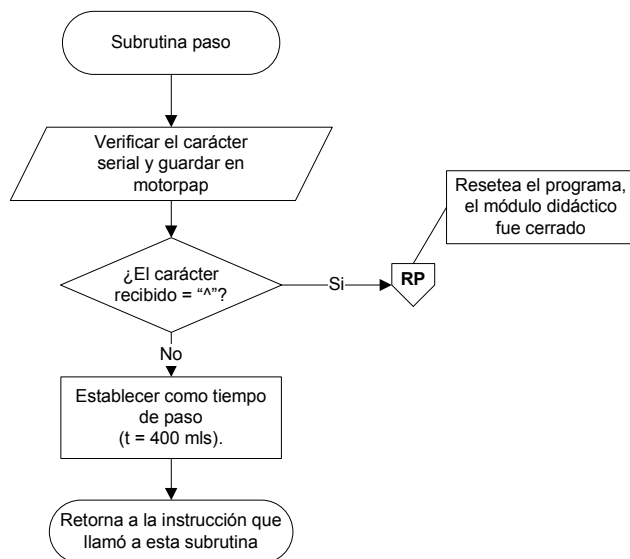 Subrutina paso
Verificar el carácter
serial y guardar en
motorpap
Resetea el programa,
el módulo didáctico
fue cerrado
¿El carácter
recibido = “^”?
Si
RP
No
Establecer como tiempo
de paso
(t = 400 mls).
Retorna a la instrucción que
llamó a esta subrutina